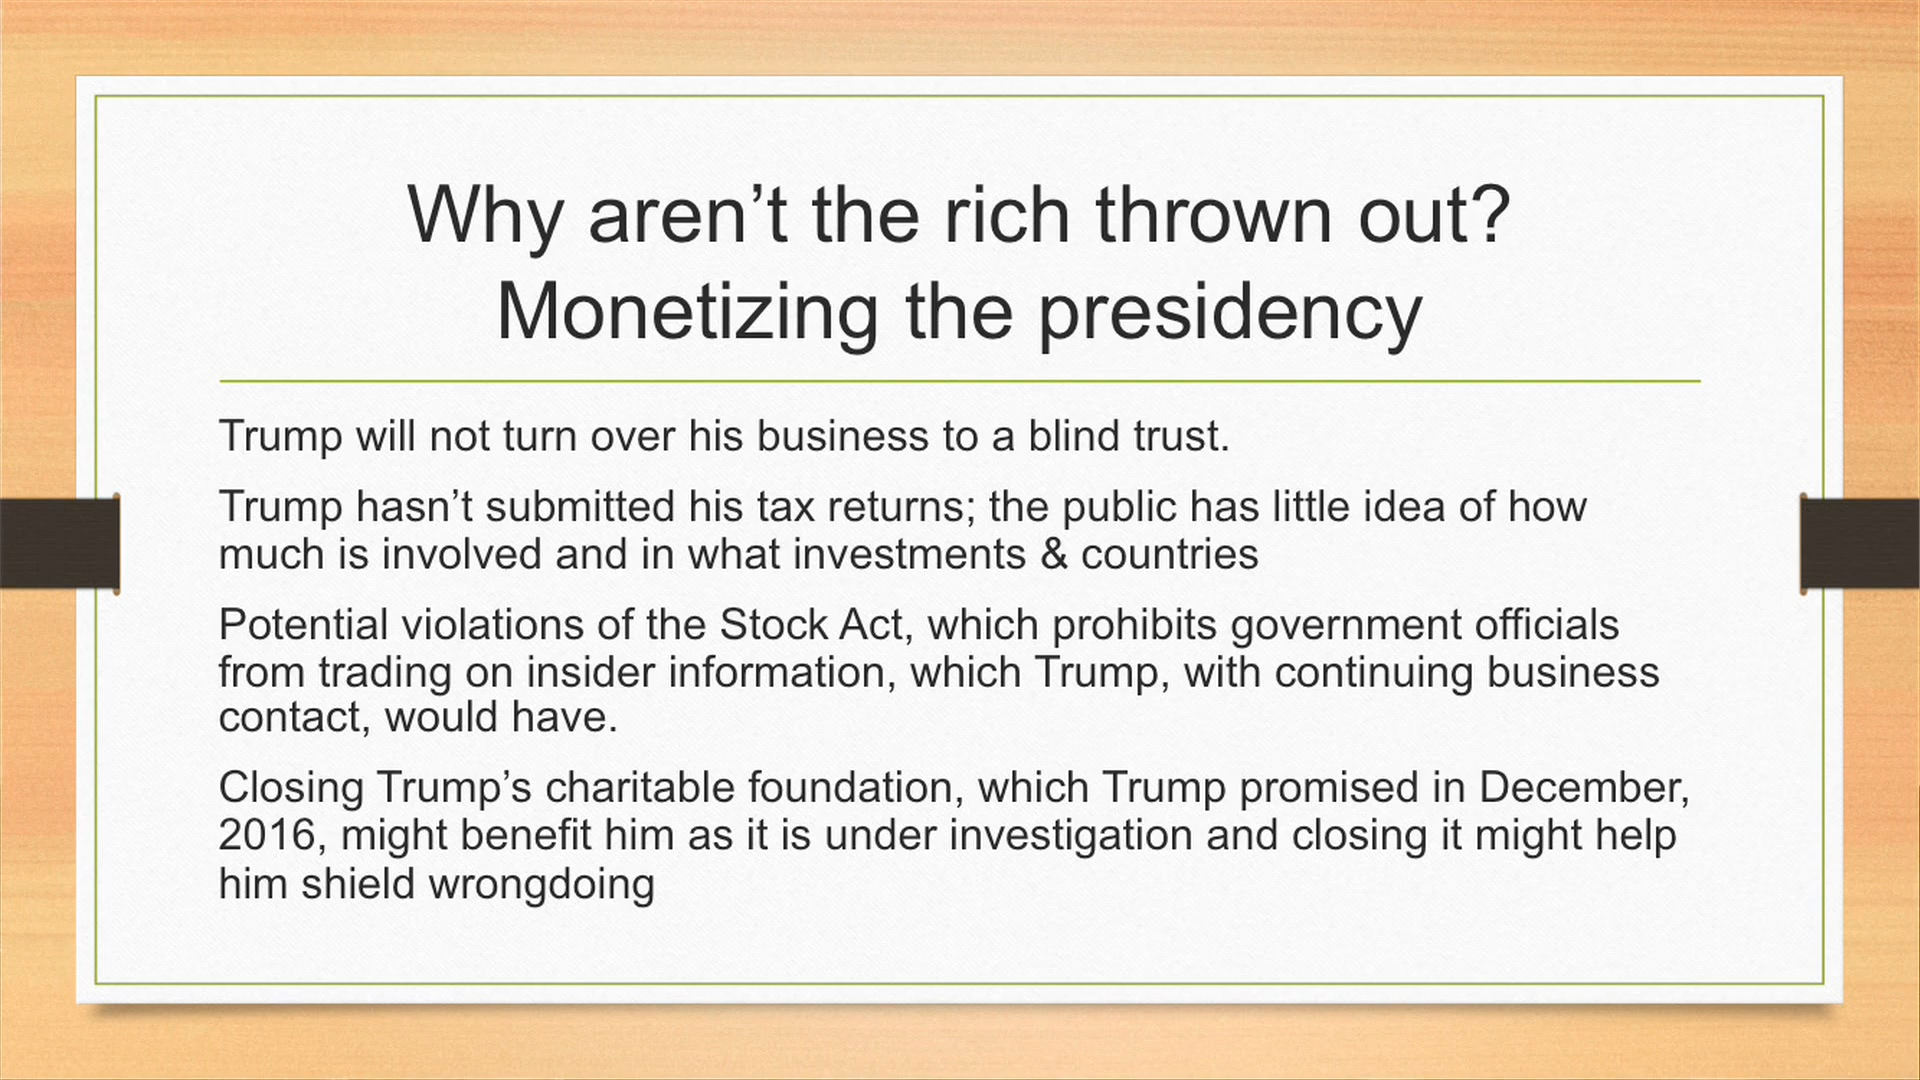 Why aren’t the rich thrown out?
Monetizing the presidency
Trump will not turn over his business to a blind trust.
Trump hasn’t submitted his tax returns; the public has little idea of how
much is involved and in what investments & countries
Potential violations of the Stock Act, which prohibits government officials
from trading on insider information, which Trump, with continuing business
contact, would have.
Closing Trump’s charitable foundation, which Trump promised in December,
2016, might benefit him as it is under investigation and closing it might help
him shield wrongdoing